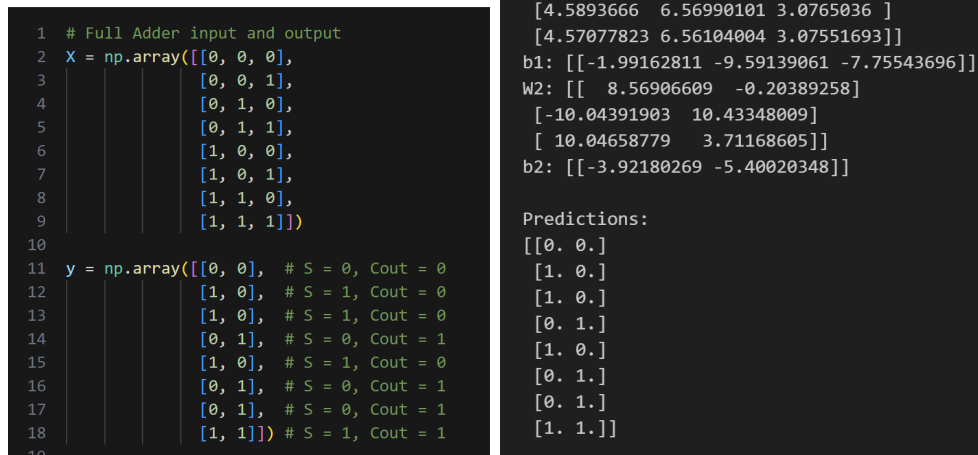 1 # Full Adder input and output
2 X = np.array([[0, 0, 0],
3 [0, 0, 1],
4 [0, 1, 0],
5 [0, 1, 1],
6 [1, 0, 0],
7 [1, 0, 1],
8 [1, 1, 0],
9 [1, 1, 1]])
10
11 y = np.array([[0, 0], # S = 0, Cout = 0
12 [1, 0], # S = 1, Cout = 0
13 [1, 0], # S = 1, Cout = 0
14 [0, 1], # S = 0, Cout = 1
15 [1, 0], # S = 1, Cout = 0
16 [0, 1], # S = 0, Cout = 1
17 [0, 1], # S = 0, Cout = 1
18 [1, 1]]) # S = 1, Cout = 1
[4.5893666 6.56990101 3.0765036 ]
[4.57077823 6.56104004 3.07551693]]
b1: [[-1.99162811 -9.59139061 -7.75543696]]
W2: [[ 8.56906609 -0.20389258]
[-10.04391903 10.43348009]
[ 10.04658779 3.71168605]]
b2: [[-3.92180269 -5.40020348]]
Predictions:
[[0. 0.]
[1. 0.]
[1. 0.]
[0. 1.]
[1. 0.]
[0. 1.]
[0. 1.]
[1. 1.]]